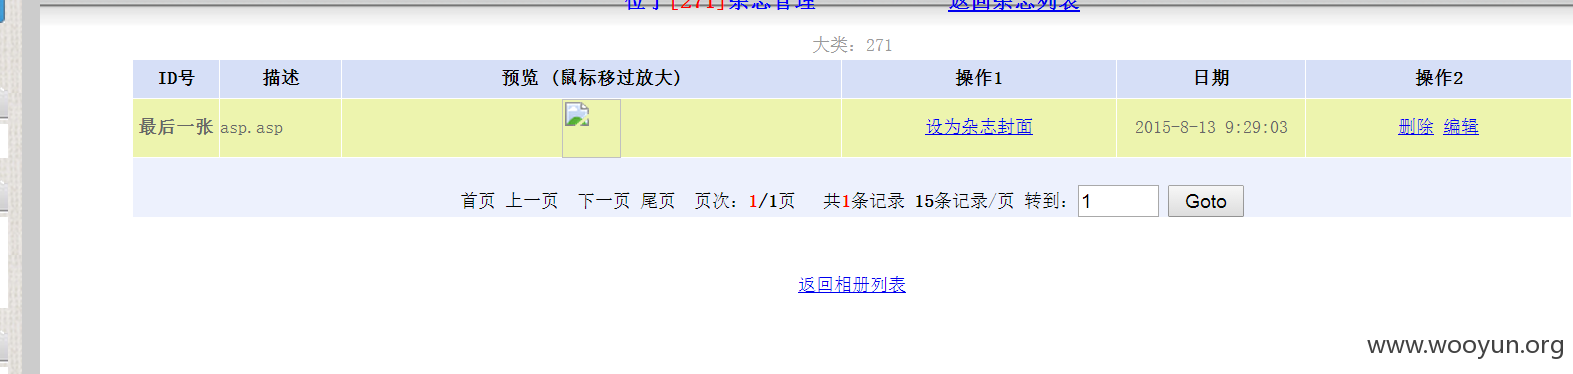 位于[271]杂志管理 返回杂志列表
大类：271
ID号 描述 预览 (鼠标移过放大) 操作1 日期 操作2
最后一张 asp.asp 设为杂志封面 2015-8-13 9:29:03 删除 编辑
首页 上一页 下一页 尾页 页次：1/1页 共1条记录 15条记录/页 转到：1 Goto
返回相册列表
www.wooyun.org